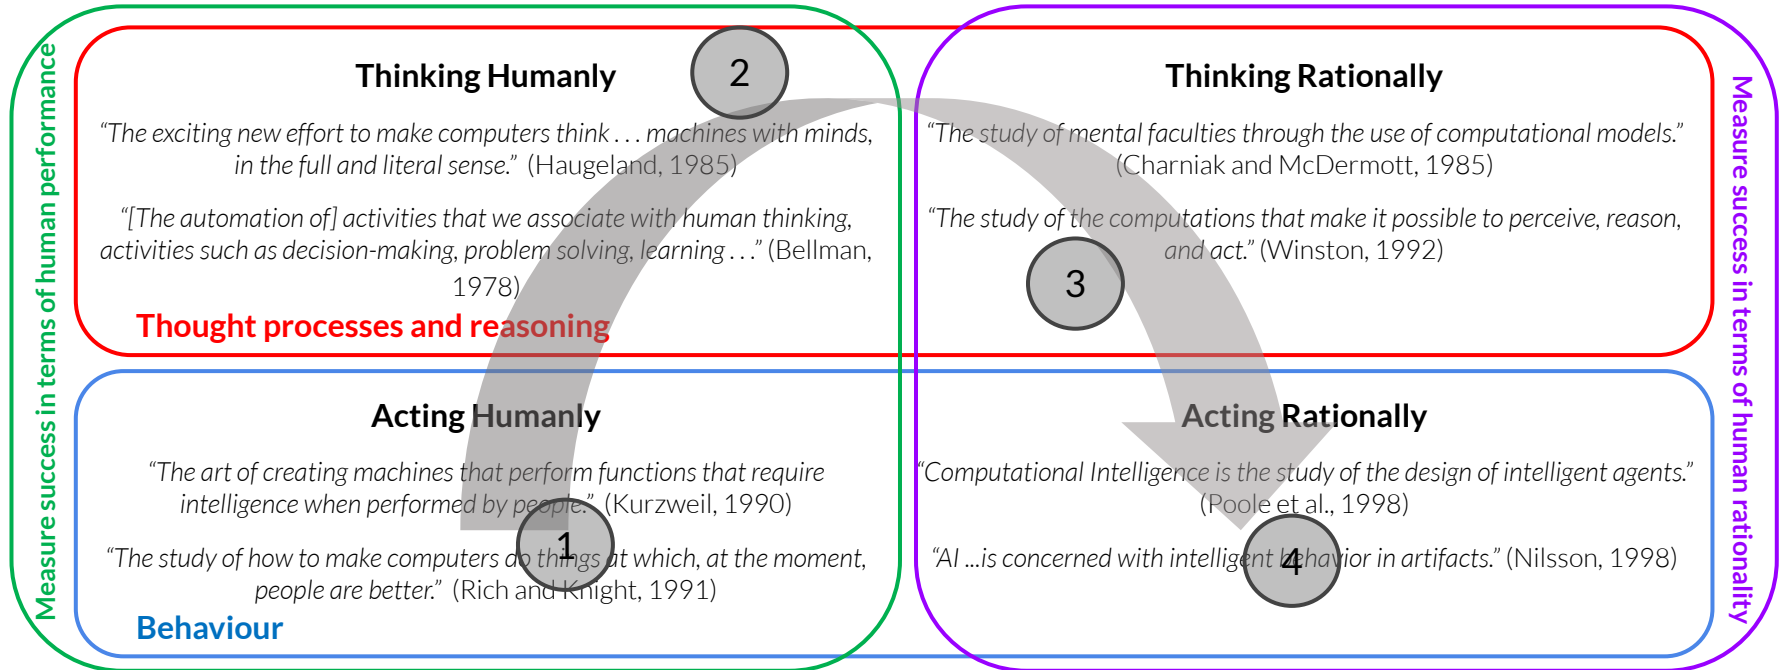 Measure success in terms of human performance
Thinking Humanly
2
“The exciting new effort to make computers think . . . machines with minds,
in the full and literal sense.” (Haugeland, 1985)
“[The automation of] activities that we associate with human thinking,
activities such as decision-making, problem solving, learning . . .” (Bellman,
1978)
Thought processes and reasoning
Thinking Rationally
“The study of mental faculties through the use of computational models.”
(Charniak and McDermott, 1985)
“The study of the computations that make it possible to perceive, reason,
and act.” (Winston, 1992)
3
Acting Humanly
“The art of creating machines that perform functions that require
intelligence when performed by people.” (Kurzweil, 1990)
1
“The study of how to make computers do things at which, at the moment,
people are better.” (Rich and Knight, 1991)
Behaviour
Acting Rationally
“Computational Intelligence is the study of the design of intelligent agents.”
(Poole et al., 1998)
“AI ...is concerned with intelligent behavior in artifacts.” (Nilsson, 1998)
4
Measure success in terms of human rationality